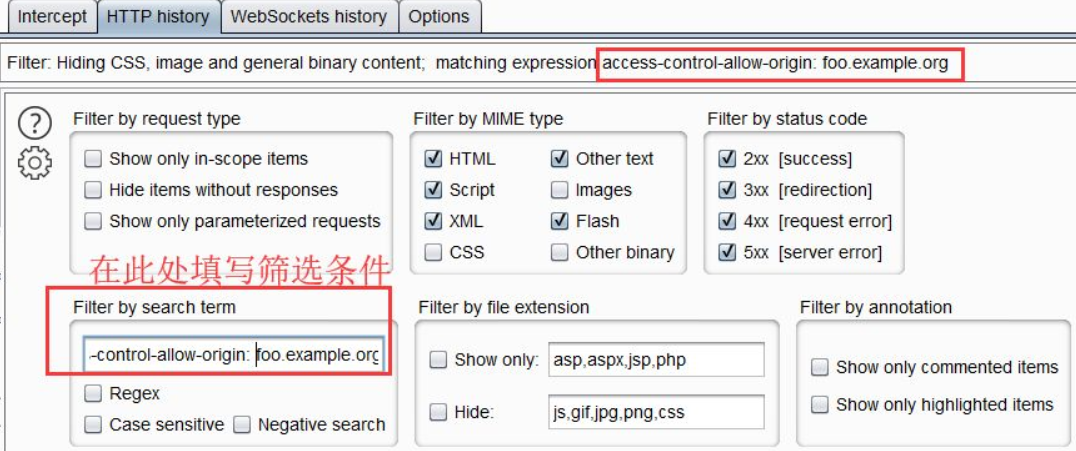 Intercept HTTP history WebSockets history Options
Filter: Hiding CSS, image and general binary content; matching expression access-control-allow-origin: foo.example.org
Filter by request type
Show only in-scope items
Hide items without responses
Show only parameterized requests
Filter by MIME type
HTML Other text
Script Images
XML Flash
CSS Other binary
Filter by status code
2xx [success]
3xx [redirection]
4xx [request error]
5xx [server error]
在此处填写筛选条件
Filter by search term
-control-allow-origin: foo.example.org
Regex
Case sensitive Negative search
Filter by file extension
Show only: asp,aspx,jsp,php
Hide: js,gif,jpg,png,css
Filter by annotation
Show only commented items
Show only highlighted items